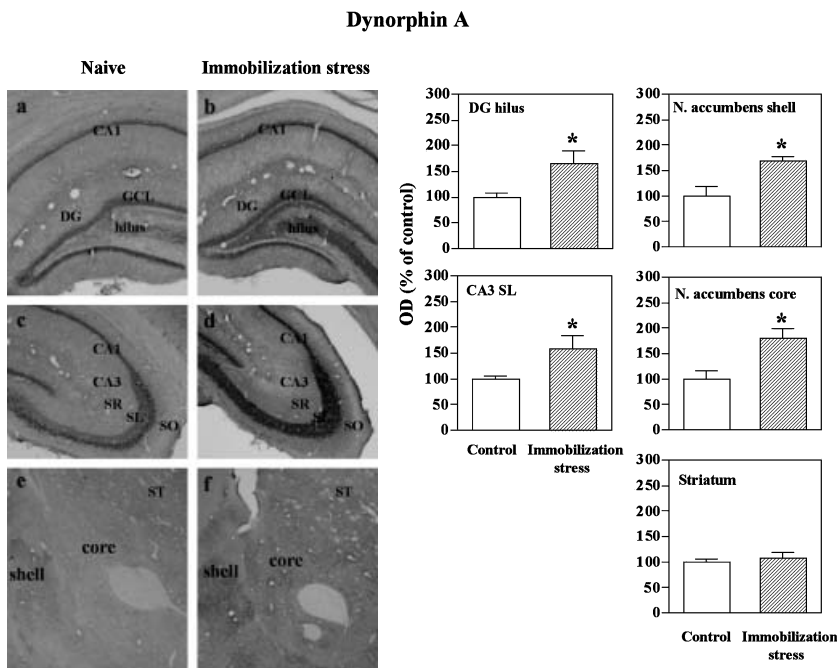 Dynorphin A
Naive
Immobilization stress
a
CA1
GCL
DG
hilus
b
CA1
GCL
DG
hilus
c
CA1
CA3
SR
SL
SO
d
CA1
CA3
SR
SL
SO
e
ST
core
shell
f
ST
core
shell
OD (% of control)
300
250
200
150
100
50
0
DG hilus
*
300
250
200
150
100
50
0
N. accumbens shell
*
300
250
200
150
100
50
0
CA3 SL
*
Control
Immobilization
stress
300
250
200
150
100
50
0
N. accumbens core
*
300
250
200
150
100
50
0
Striatum
Control
Immobilization
stress